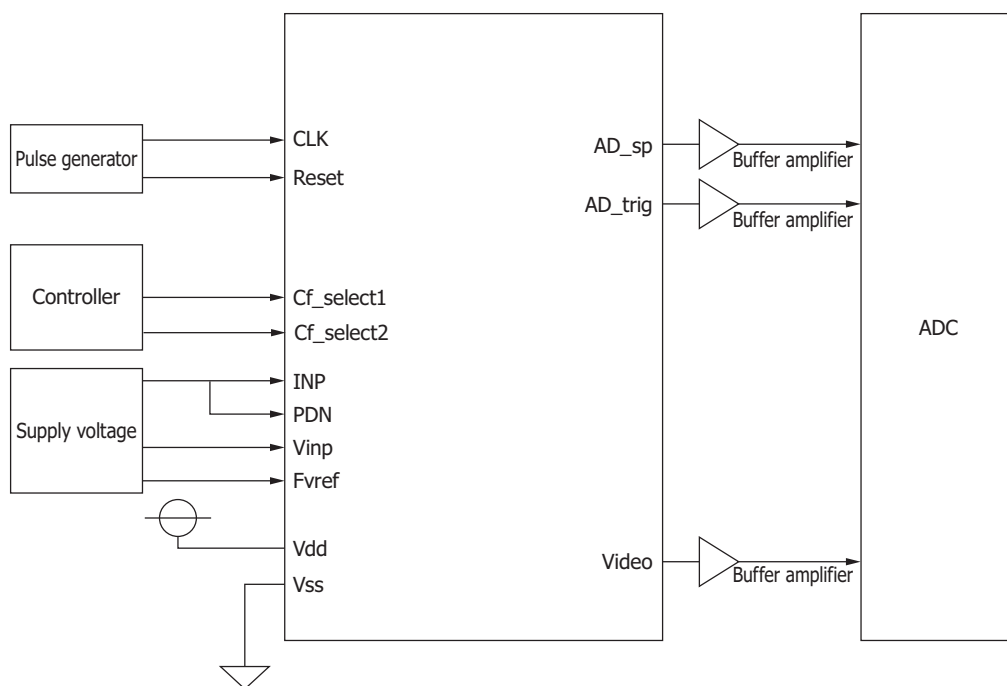 Pulse generator
CLK
Reset
Controller
Cf_select1
Cf_select2
Supply voltage
INP
PDN
Vinp
Fvref
Vdd
Vss
AD_sp
Buffer amplifier
AD_trig
Buffer amplifier
Video
Buffer amplifier
ADC